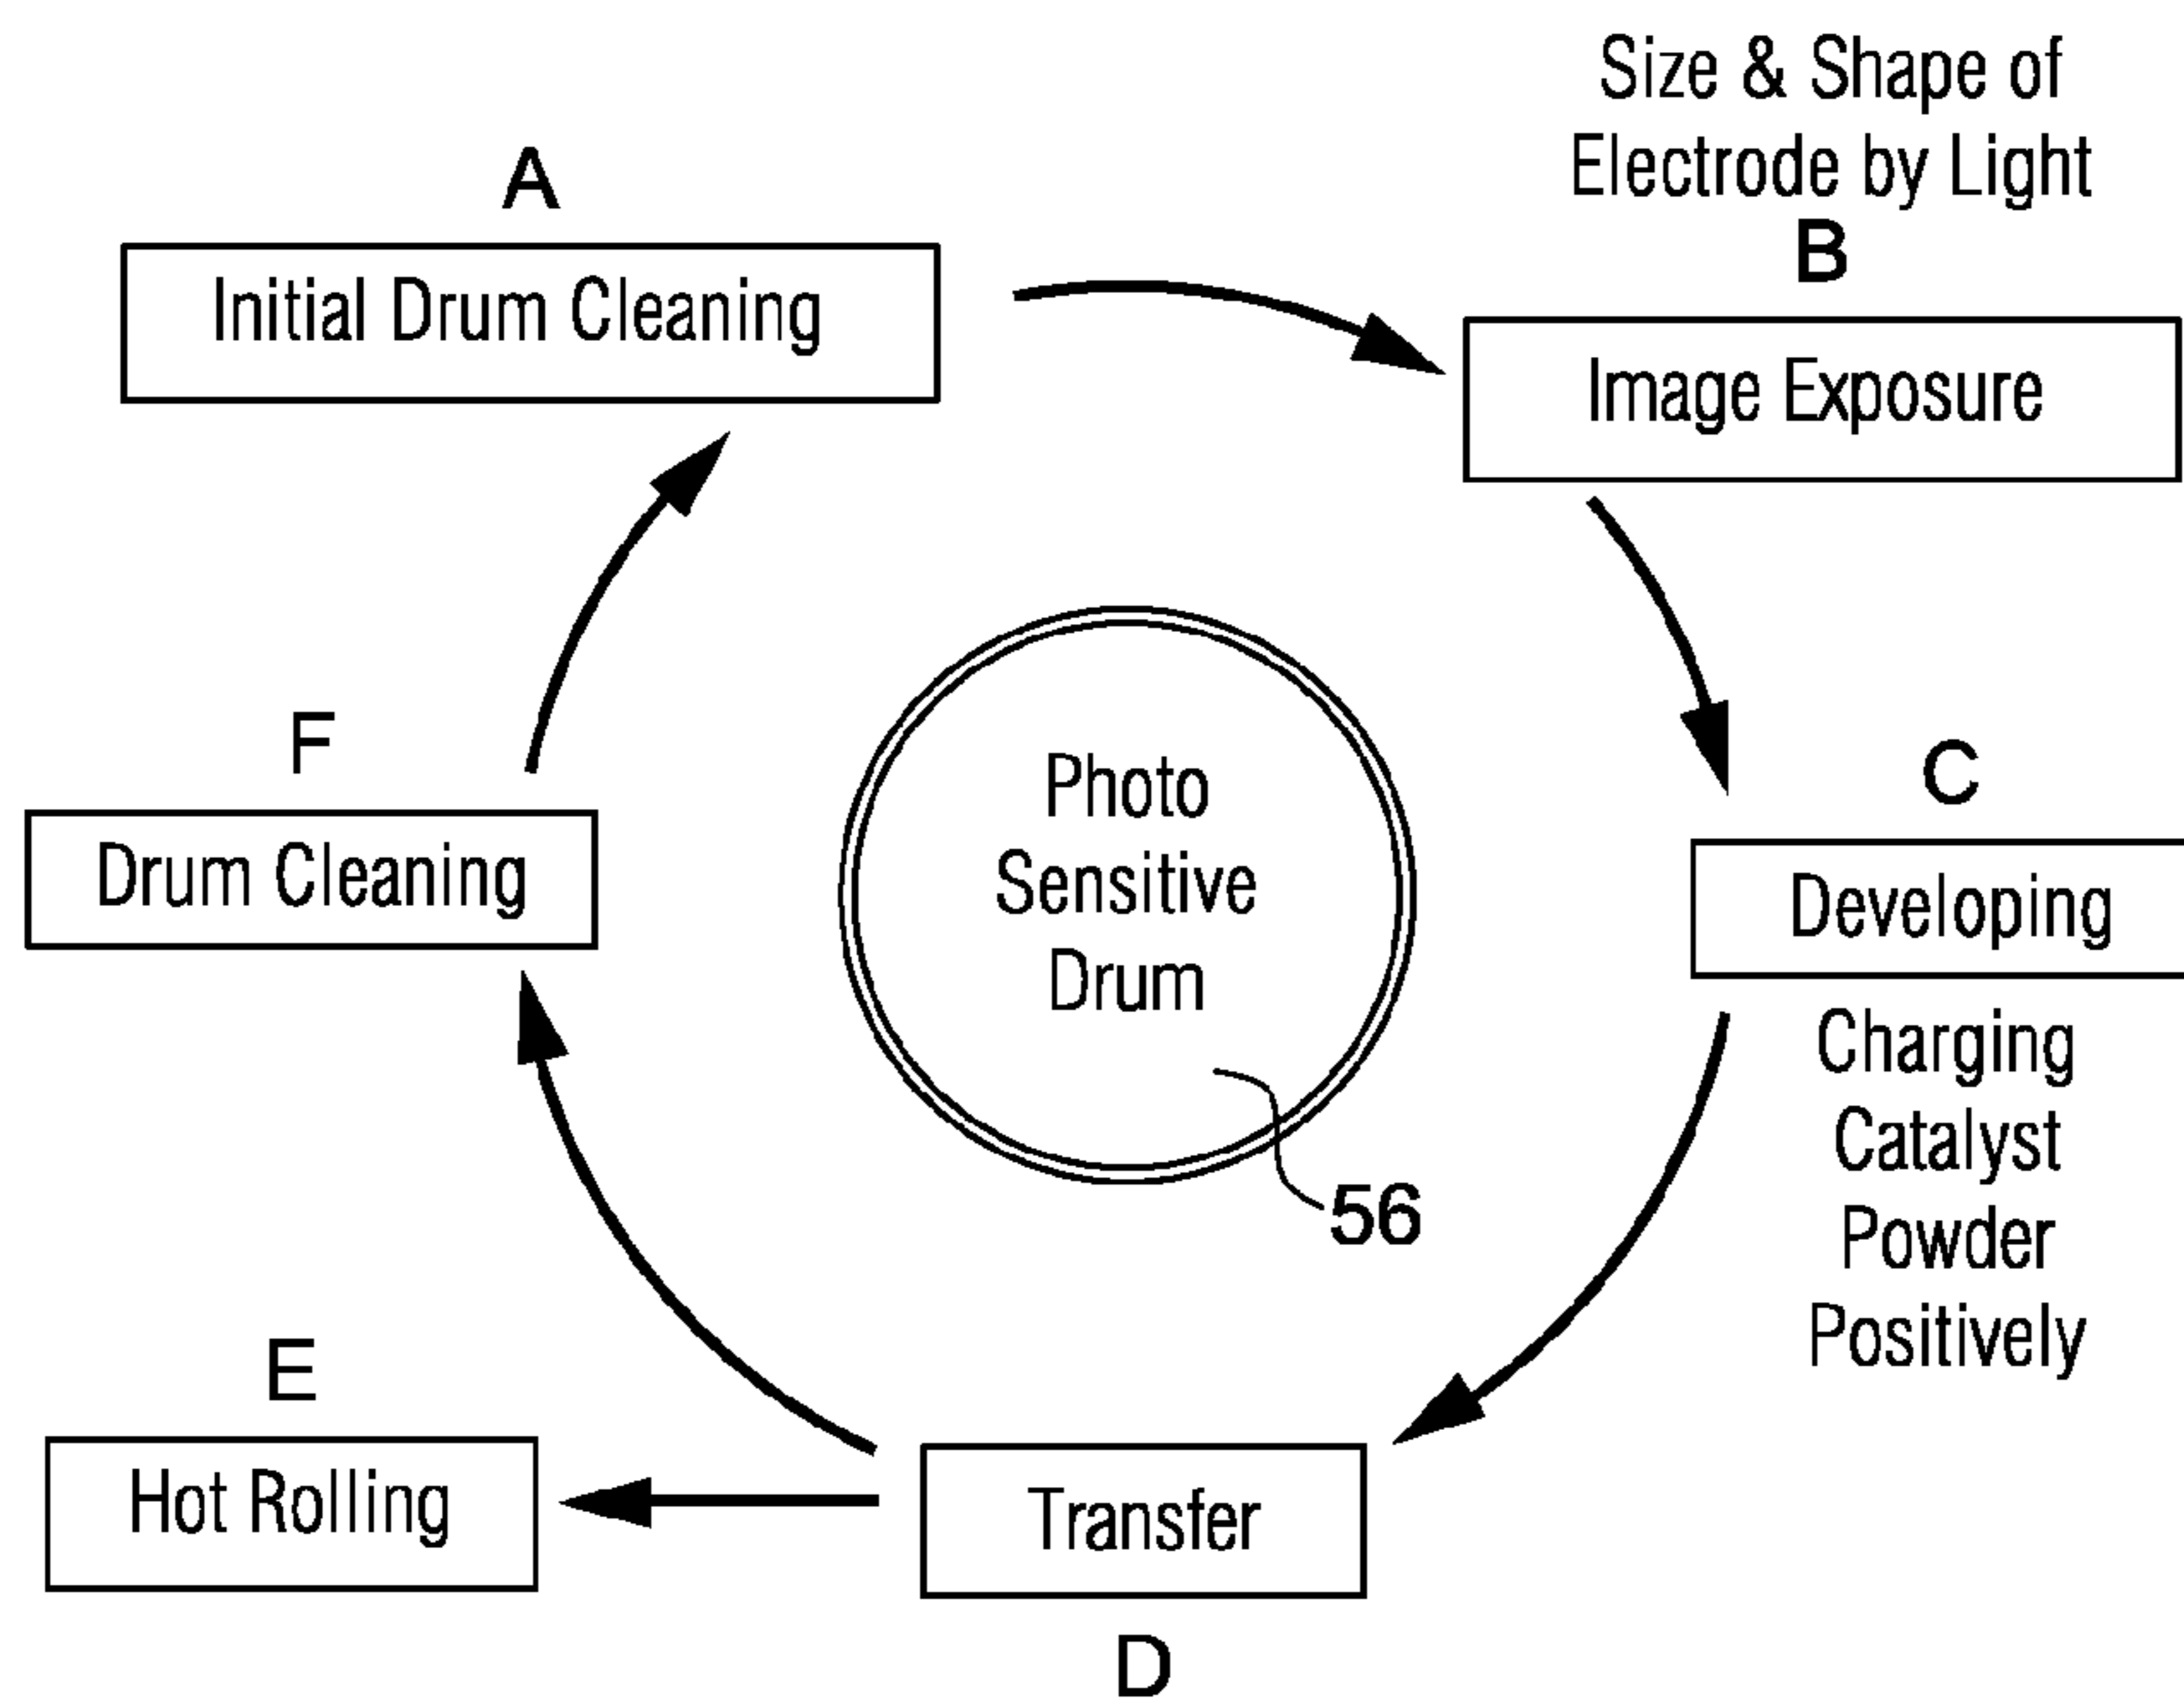 Size & Shape of
Electrode by Light
A
B
Initial Drum Cleaning
Image Exposure
F
C
Photo
Sensitive
Drum
Drum Cleaning
Developing
Charging
Catalyst
Powder
Positively
56
E
Hot Rolling
Transfer
D